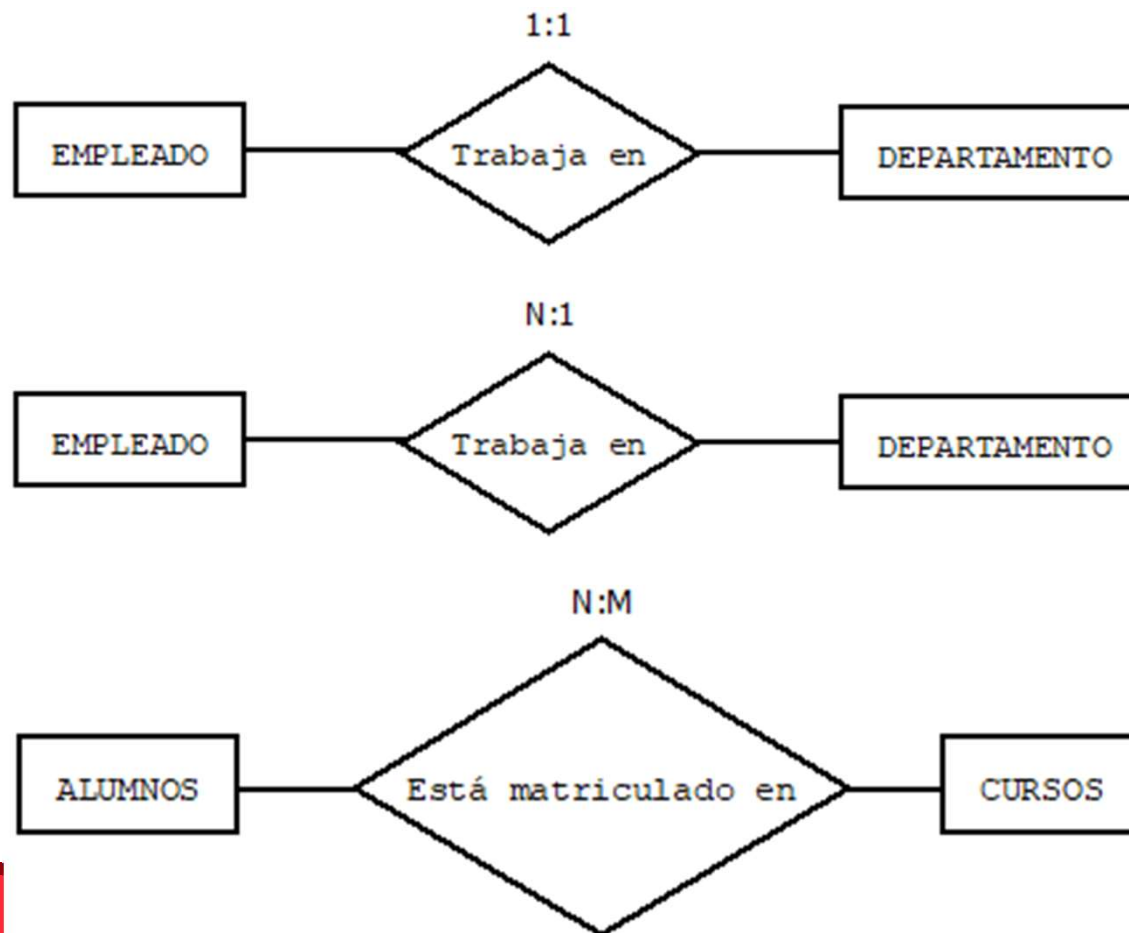 1:1
EMPLEADO Trabaja en DEPARTAMENTO
N:1
EMPLEADO Trabaja en DEPARTAMENTO
N:M
ALUMNOS Está matriculado en CURSOS